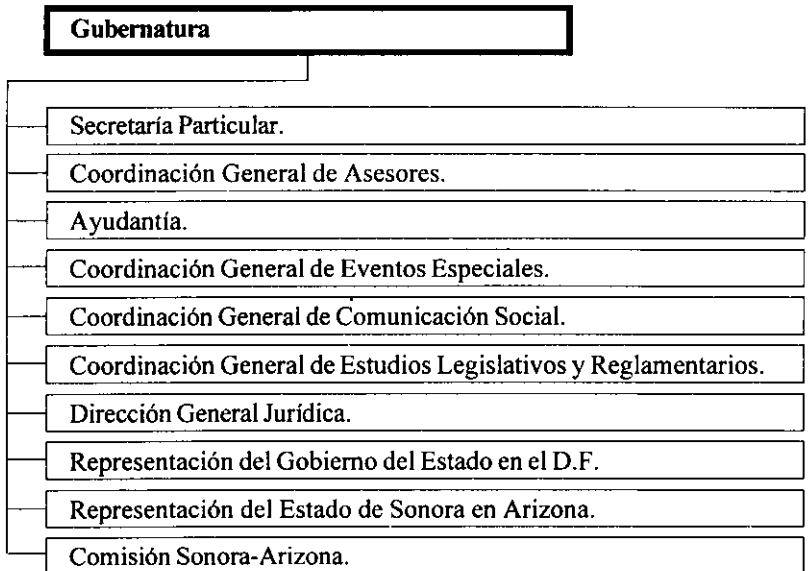 Gubernatura
Secretaría Particular.
Coordinación General de Asesores.
Ayudantía.
Coordinación General de Eventos Especiales.
Coordinación General de Comunicación Social.
Coordinación General de Estudios Legislativos y Reglamentarios.
Dirección General Jurídica.
Representación del Gobierno del Estado en el D.F.
Representación del Estado de Sonora en Arizona.
Comisión Sonora-Arizona.